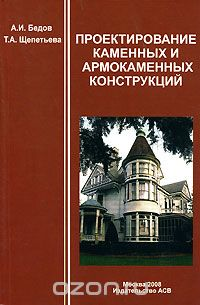 А.И. Бедов
Т.А. Щепетьева
ПРОЕКТИРОВАНИЕ
КАМЕННЫХ И
АРМОКАМЕННЫХ
КОНСТРУКЦИЙ
Москва 2008
Издательство АСВ
OZON.ru